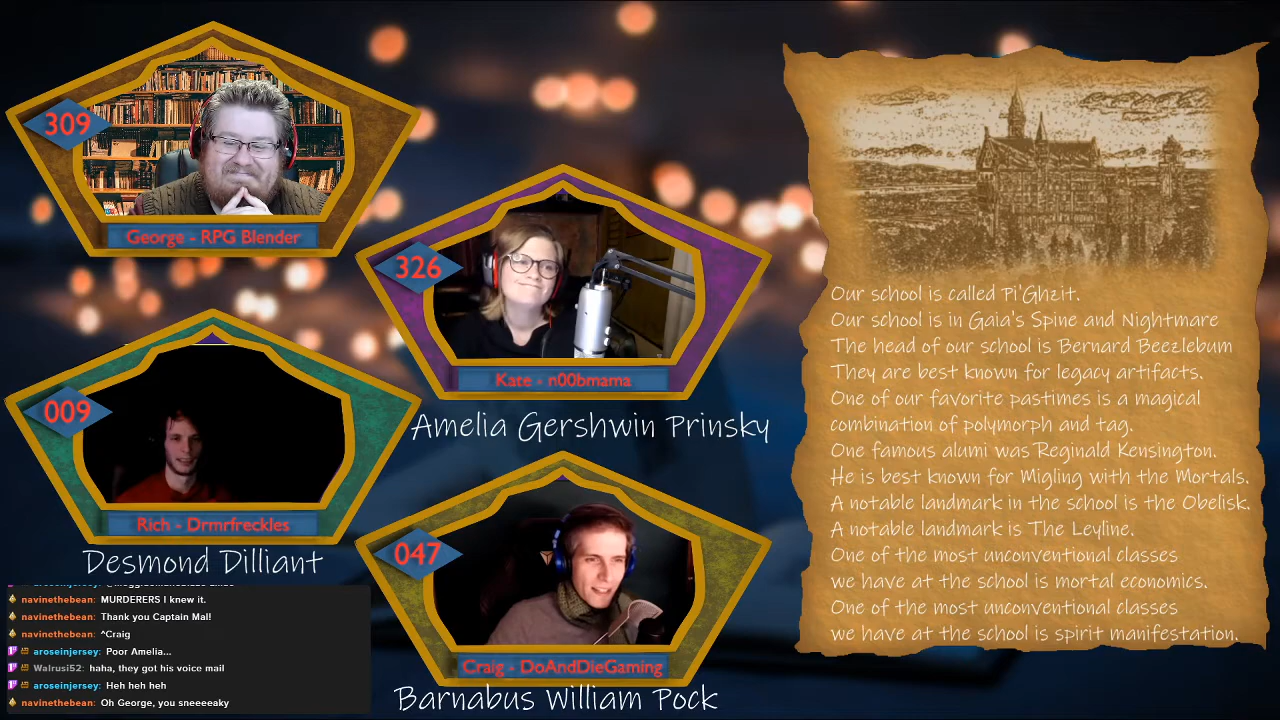 309
George - RPG Blender
326
Kate - n00bmama
Amelia Gershwin Prinsky
009
Rich - Drmrfreckles
Desmond Dilliant
047
Craig - DoAndDieGaming
Barnabus William Pock
navinethebean: MURDERERS I knew it.
navinethebean: Thank you Captain Mal!
navinethebean: ^Craig
aroseinjersey: Poor Amelia...
Walrusi52: haha, they got his voice mail
aroseinjersey: Heh heh heh
navinethebean: Oh George, you sneeeeaky
Our school is called Pi'Ghzit.
Our school is in Gaia's Spine and Nightmare
The head of our school is Bernard Beezlebum
They are best known for legacy artifacts.
One of our favorite pastimes is a magical
combination of polymorph and tag.
One famous alumi was Reginald Kensington.
He is best known for Migling with the Mortals.
A notable landmark in the school is the Obelisk.
A notable landmark is The Leyline.
One of the most unconventional classes
we have at the school is mortal economics.
One of the most unconventional classes
we have at the school is spirit manifestation.